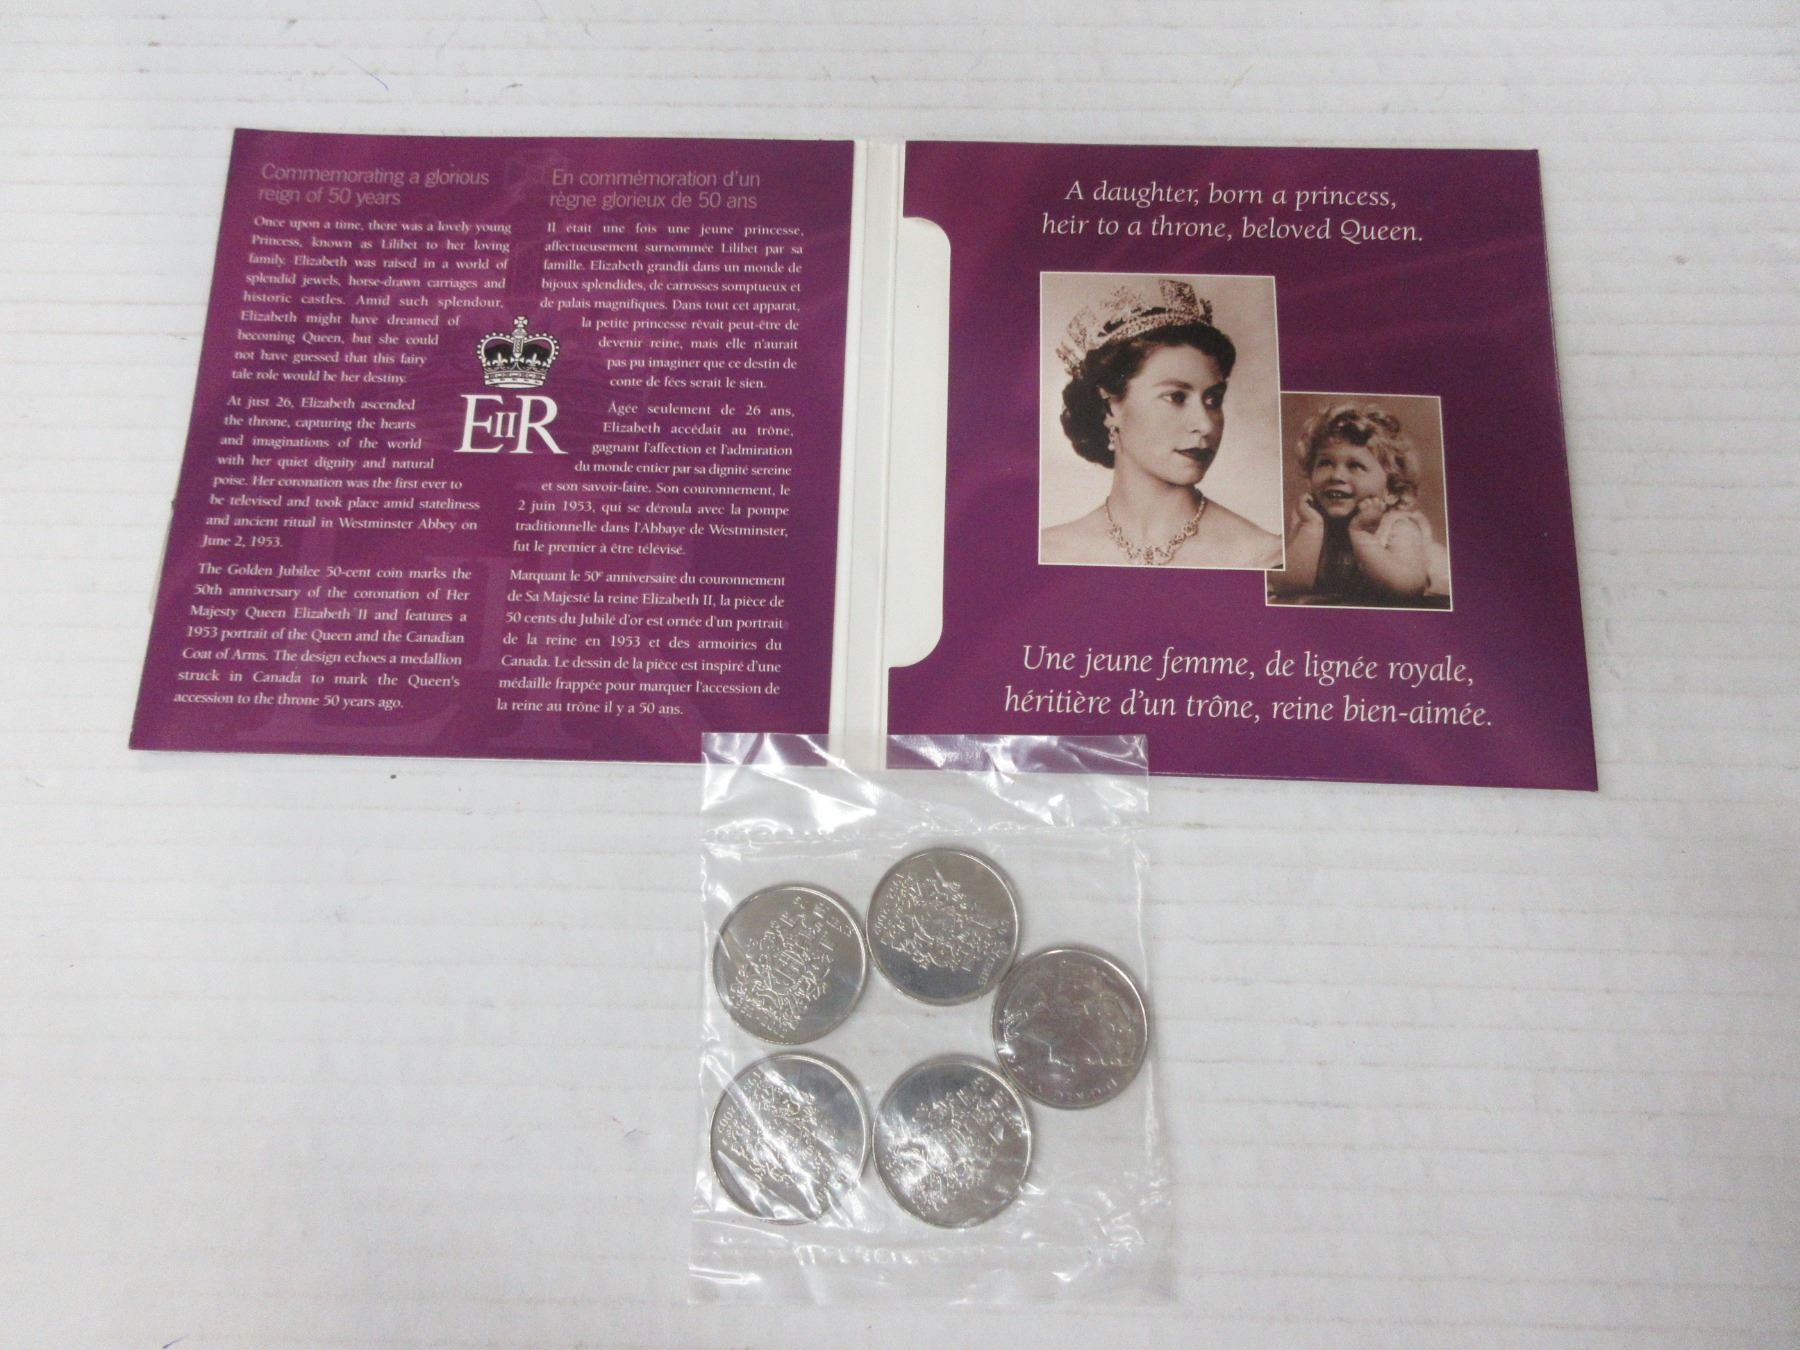 Commemorating a glorious
reign of 50 years
Once upon a time, there was a lovely young
Princess, known as Lilibet to her loving
family. Elizabeth was raised in a world of
splendid jewels, horse-drawn carriages and
historic castles. Amid such splendour,
Elizabeth might have dreamed of
becoming Queen, but she could
not have guessed that this fairy
tale role would be her destiny.
At just 26, Elizabeth ascended
the throne, capturing the hearts
and imaginations of the world
with her quiet dignity and natural
poise. Her coronation was the first ever to
be televised and took place amid stateliness
and ancient ritual in Westminster Abbey on
June 2, 1953.
The Golden Jubilee 50-cent coin marks the
50th anniversary of the coronation of Her
Majesty Queen Elizabeth II and features a
1953 portrait of the Queen and the Canadian
Coat of Arms. The design echoes a medallion
struck in Canada to mark the Queen's
accession to the throne 50 years ago.
EIIR
En commémoration d'un
règne glorieux de 50 ans
Il était une fois une jeune princesse,
affectueusement surnommée Lilibet par sa
famille. Elizabeth grandit dans un monde de
bijoux splendides, de carrosses somptueux et
de palais magnifiques. Dans tout cet apparat,
la petite princesse rêvait peut-être de
devenir reine, mais elle n'aurait
pas pu imaginer que ce destin de
conte de fées serait le sien.
Âgée seulement de 26 ans,
Elizabeth accédait au trône,
gagnant l'affection et l'admiration
du monde entier par sa dignité sereine
et son savoir-faire. Son couronnement, le
2 juin 1953, qui se déroula avec la pompe
traditionnelle dans l'Abbaye de Westminster,
fut le premier à être télévisé.
Marquant le 50e anniversaire du couronnement
de Sa Majesté la reine Elizabeth II, la pièce de
50 cents du Jubilé d'or est ornée d'un portrait
de la reine en 1953 et des armoiries du
Canada. Le dessin de la pièce est inspiré d'une
médaille frappée pour marquer l'accession de
la reine au trône il y a 50 ans.
A daughter, born a princess,
heir to a throne, beloved Queen.
Une jeune femme, de lignée royale,
héritière d'un trône, reine bien-aimée.